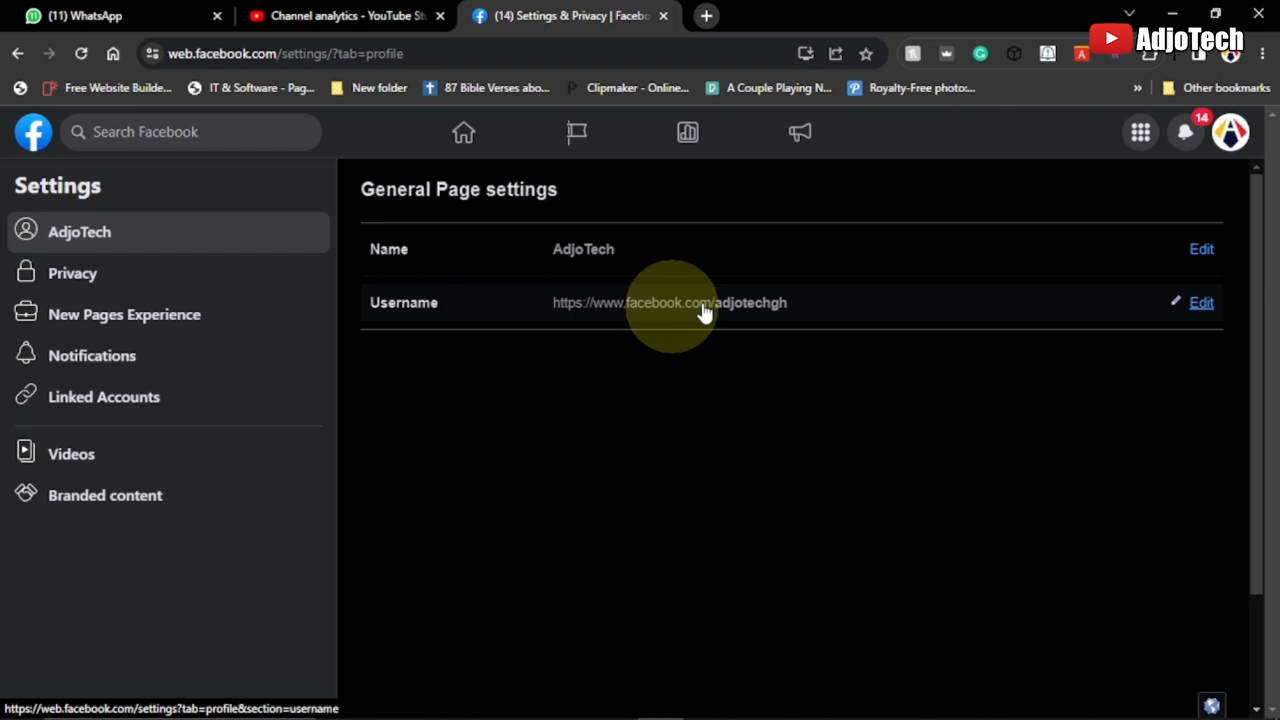 (11) WhatsApp
Channel analytics - YouTube St
(14) Settings & Privacy | Facebo
web.facebook.com/settings/?tab=profile
AdjoTech
Free Website Builde...
IT & Software - Pag...
New folder
87 Bible Verses abo...
Clipmaker - Online...
A Couple Playing N...
Royalty-Free photo:...
»
Other bookmarks
Search Facebook
14
Settings
AdjoTech
Privacy
New Pages Experience
Notifications
Linked Accounts
Videos
Branded content
General Page settings
Name AdjoTech Edit
Username https://www.facebook.com/adjotechgh Edit
https://web.facebook.com/settings?tab=profile&section=username